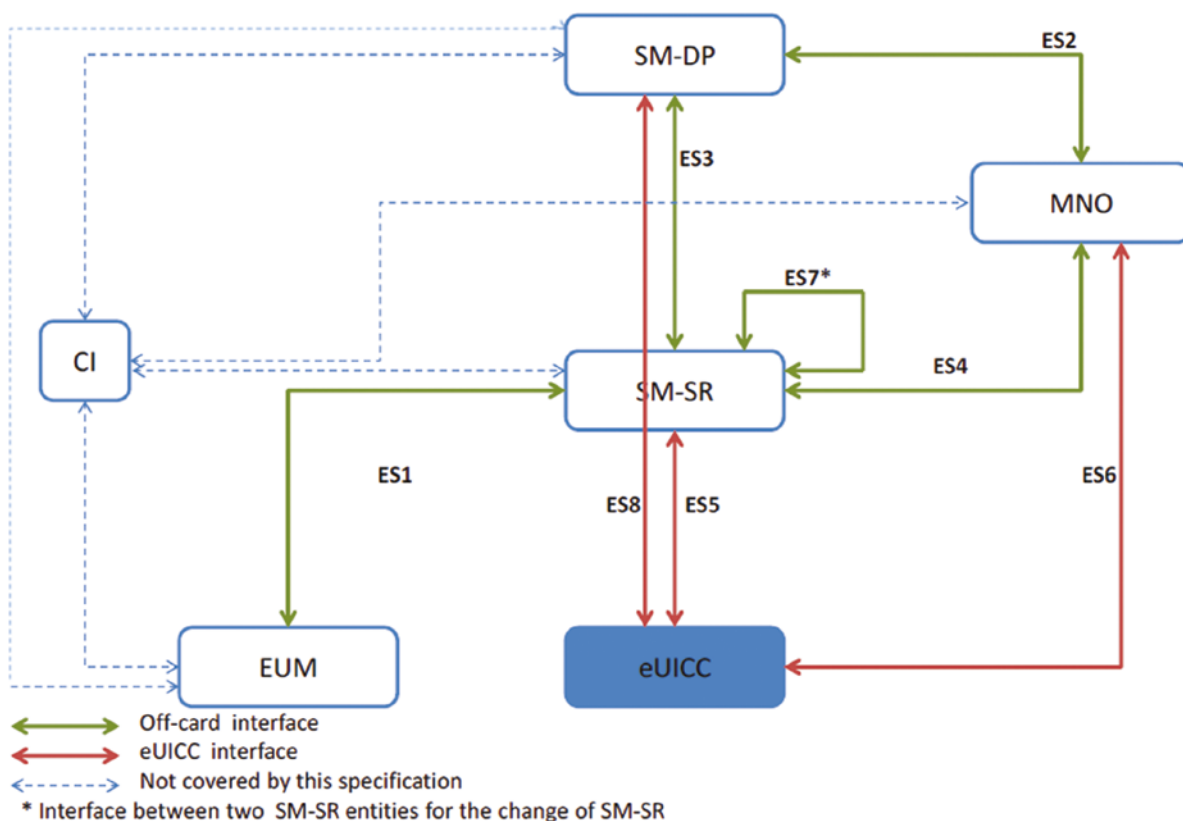 SM-DP
ES2
ES3
MNO
ES7*
CI
SM-SR
ES4
ES1
ES8
ES5
ES6
EUM
eUICC
Off-card interface
eUICC interface
Not covered by this specification
* Interface between two SM-SR entities for the change of SM-SR